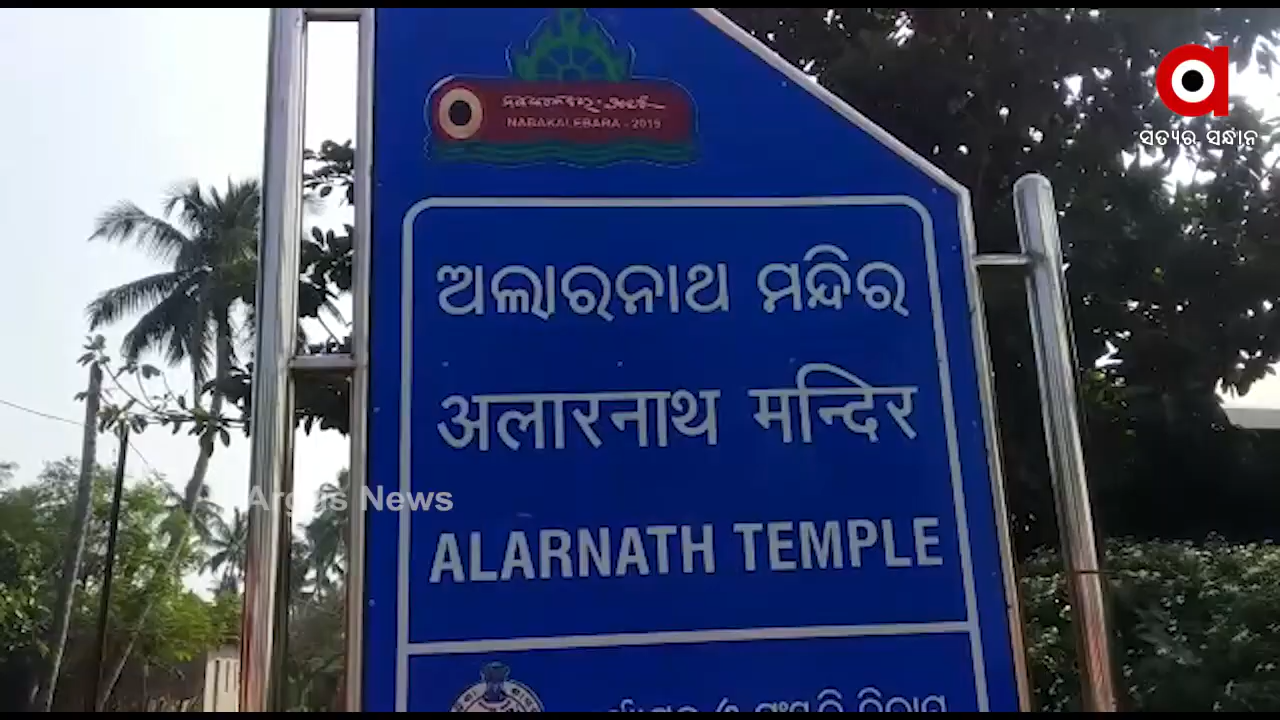 NABAKALEBARA - 2015
ସତ୍ୟର ସନ୍ଧାନ
ଅଲାରନାଥ ମନ୍ଦିର
अलारनाथ मन्दिर
Argus News
ALARNATH TEMPLE